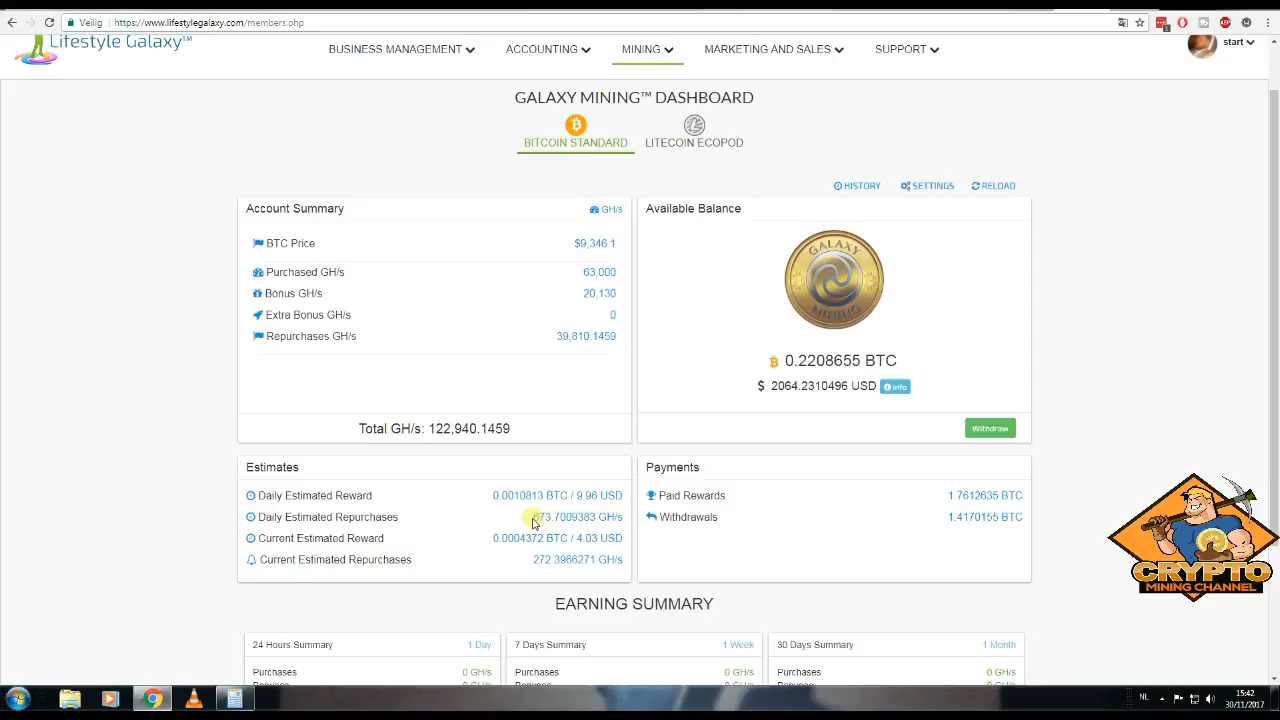 Veilig https://www.lifestylegalaxy.com/members.php
Lifestyle Galaxy™ BUSINESS MANAGEMENT ACCOUNTING MINING MARKETING AND SALES SUPPORT start
GALAXY MINING™ DASHBOARD
BITCOIN STANDARD LITECOIN ECOPOD
HISTORY SETTINGS RELOAD
Account Summary GH/s
BTC Price $9,346.1
Purchased GH/s 63,000
Bonus GH/s 20,130
Extra Bonus GH/s 0
Repurchases GH/s 39,810.1459
Total GH/s: 122,940.1459
Available Balance
GALAXY MINING
0.2208655 BTC
$ 2064.2310496 USD info
Withdraw
Estimates
Daily Estimated Reward 0.0010813 BTC / 9.96 USD
Daily Estimated Repurchases 673.7009383 GH/s
Current Estimated Reward 0.0004372 BTC / 4.03 USD
Current Estimated Repurchases 272.3966271 GH/s
Payments
Paid Rewards 1.7612635 BTC
Withdrawals 1.4170155 BTC
CRYPTO
MINING CHANNEL
EARNING SUMMARY
24 Hours Summary 1 Day
Purchases 0 GH/s
7 Days Summary 1 Week
Purchases 0 GH/s
30 Days Summary 1 Month
Purchases 0 GH/s
NL 15:42
30/11/2017